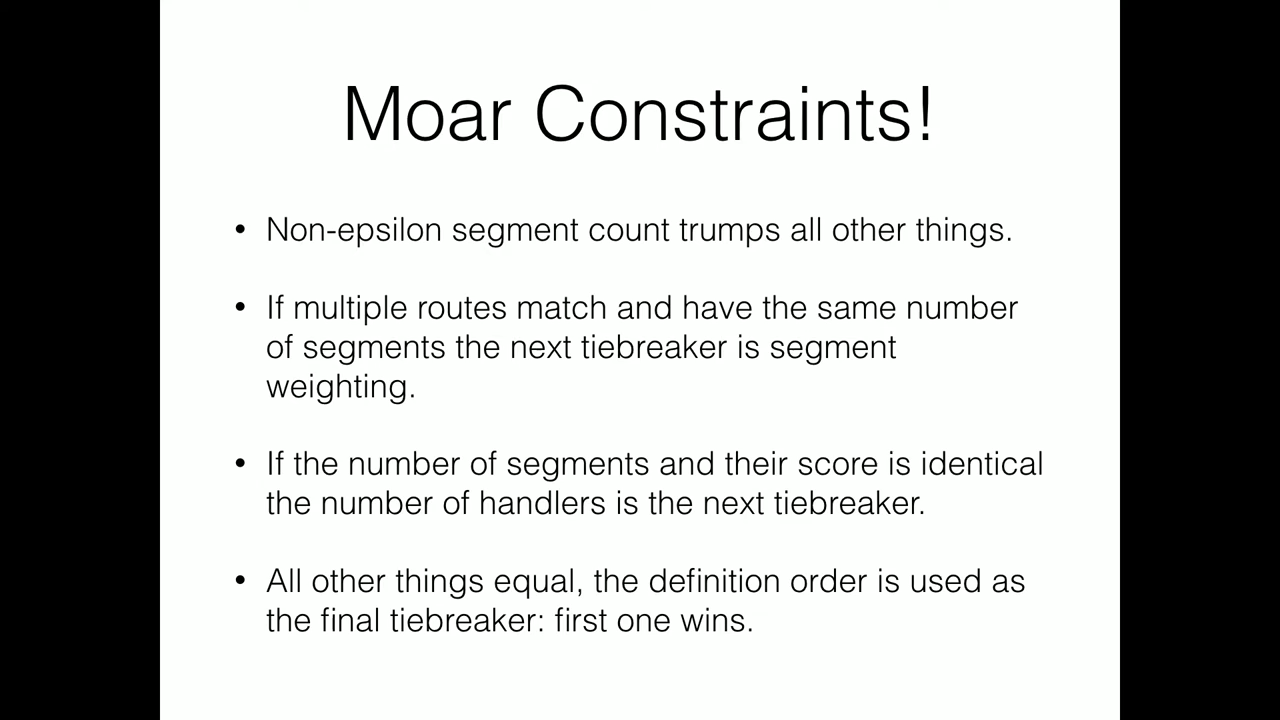 Moar Constraints!
• Non-epsilon segment count trumps all other things.
• If multiple routes match and have the same number
of segments the next tiebreaker is segment
weighting.
• If the number of segments and their score is identical
the number of handlers is the next tiebreaker.
• All other things equal, the definition order is used as
the final tiebreaker: first one wins.